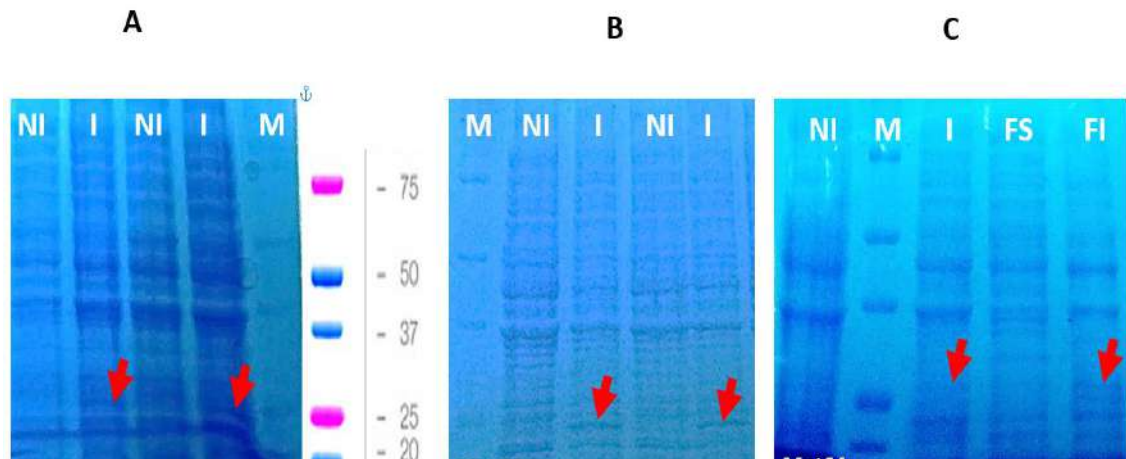 A
B
C
NI I NI I M
- 75
- 50
- 37
- 25
- 20
M NI I NI I
NI M I FS FI